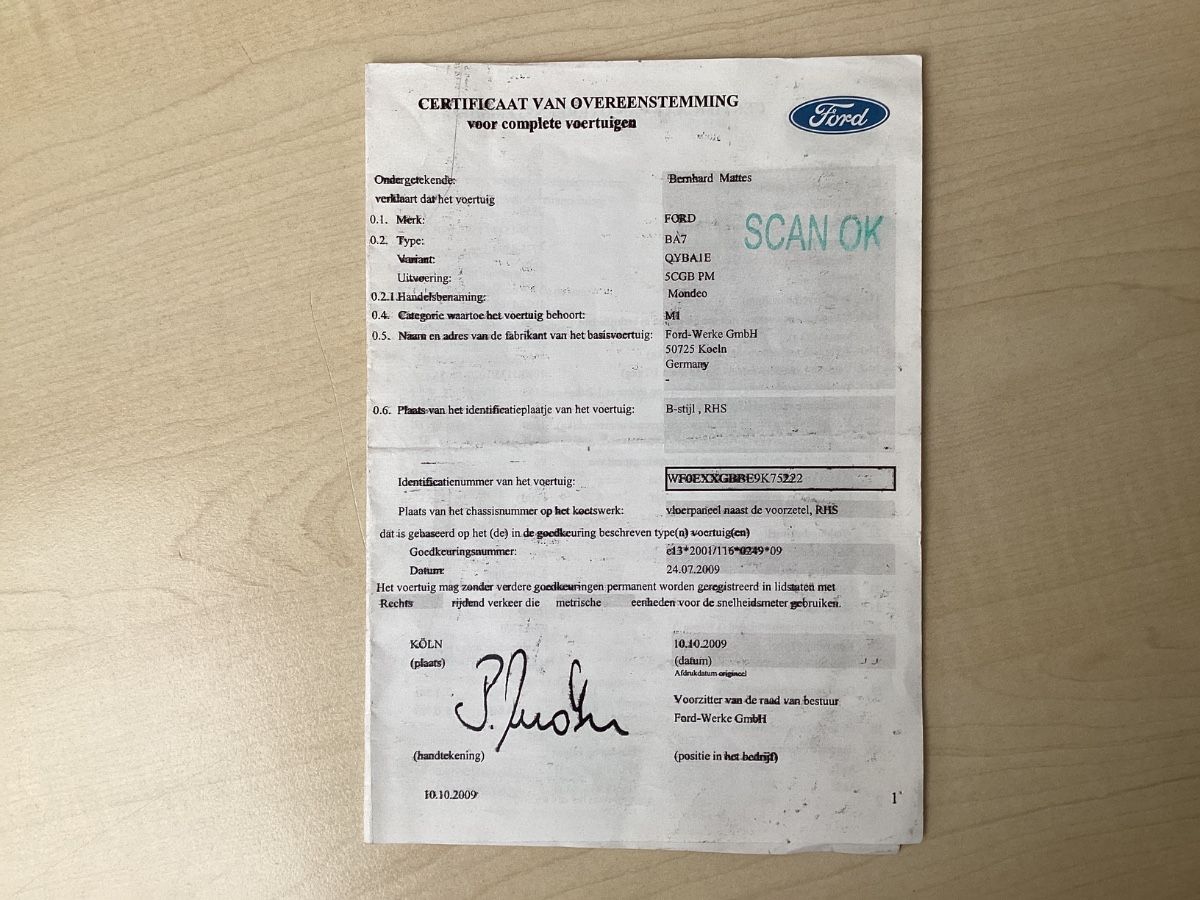 CERTIFICAAT VAN OVEREENSTEMMING
voor complete voertuigen
Ford
Ondergetekende: Bernhard Mattes
verklaart dat het voertuig
0.1. Merk: FORD
SCAN OK
0.2. Type: BA7
Variant: QYBA1E
Uitvoering: 5CGB PM
0.2.1.Handelsbenaming: Mondeo
0.4. Categorie waartoe het voertuig behoort: M1
0.5. Naam en adres van de fabrikant van het basisvoertuig: Ford-Werke GmbH
50725 Koeln
Germany
-
0.6. Plaats van het identificatieplaatje van het voertuig: B-stijl , RHS
Identificatienummer van het voertuig: WF0EXXGBBE9K75222
Plaats van het chassisnummer op het koetswerk: vloerpaneel naast de voorzetel, RHS
dat is gebaseerd op het (de) in de goedkeuring beschreven type(n) voertuig(en)
Goedkeuringsnummer: e13*2001/116*0249*09
Datum: 24.07.2009
Het voertuig mag zonder verdere goedkeuringen permanent worden geregistreerd in lidstaten met
Rechts rijdend verkeer die metrische eenheden voor de snelheidsmeter gebruiken.
KÖLN 10.10.2009
(plaats) (datum)
Afdrukdatum origineel
Voorzitter van de raad van bestuur
Ford-Werke GmbH
(handtekening) (positie in het bedrijf)
10.10.2009 1